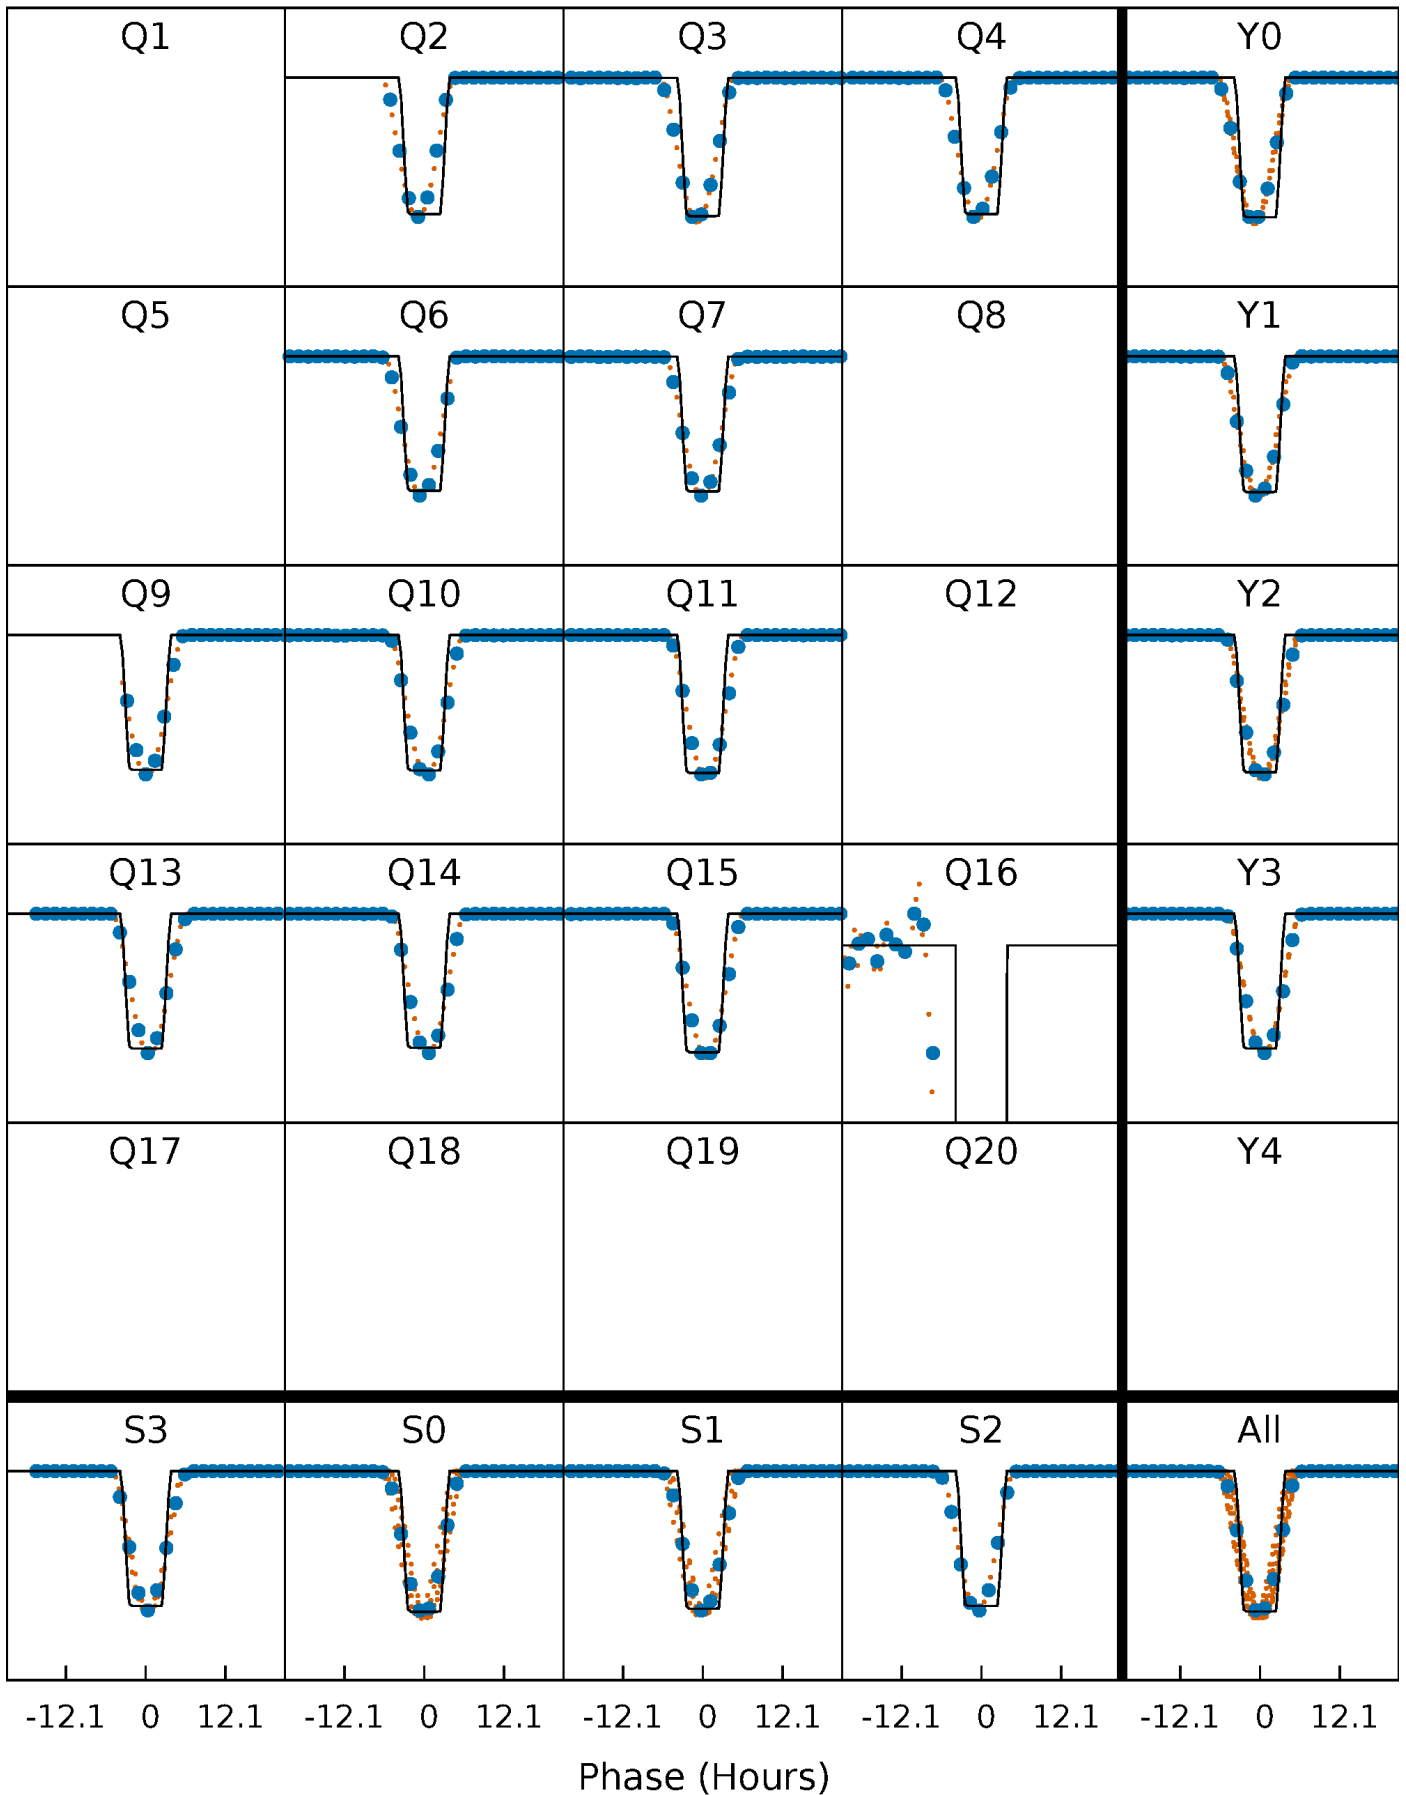 Q1 Q2 Q3 Q4 Y0
Q5 Q6 Q7 Q8 Y1
Q9 Q10 Q11 Q12 Y2
Q13 Q14 Q15 Q16 Y3
Q17 Q18 Q19 Q20 Y4
S3 S0 S1 S2 All
-12.1 0 12.1 -12.1 0 12.1 -12.1 0 12.1 -12.1 0 12.1 -12.1 0 12.1
Phase (Hours)